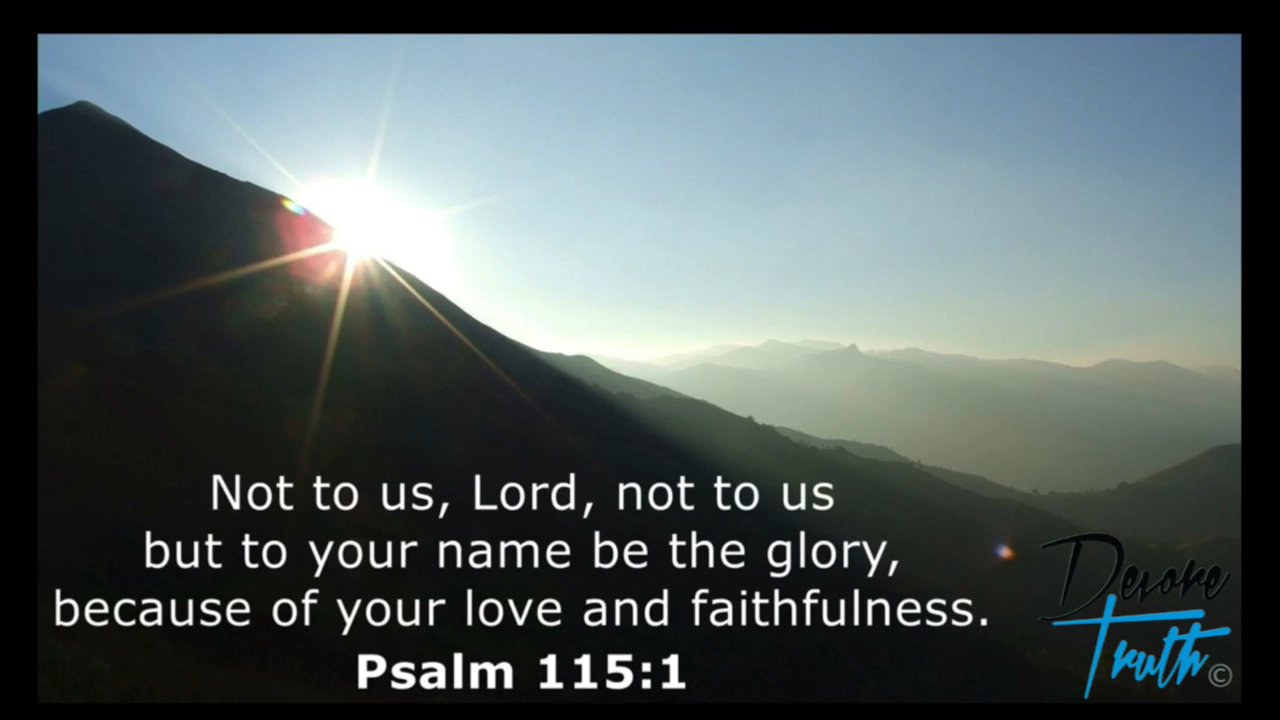 Not to us, Lord, not to us
but to your name be the glory,
because of your love and faithfulness.
Psalm 115:1
Devore
Truth ©